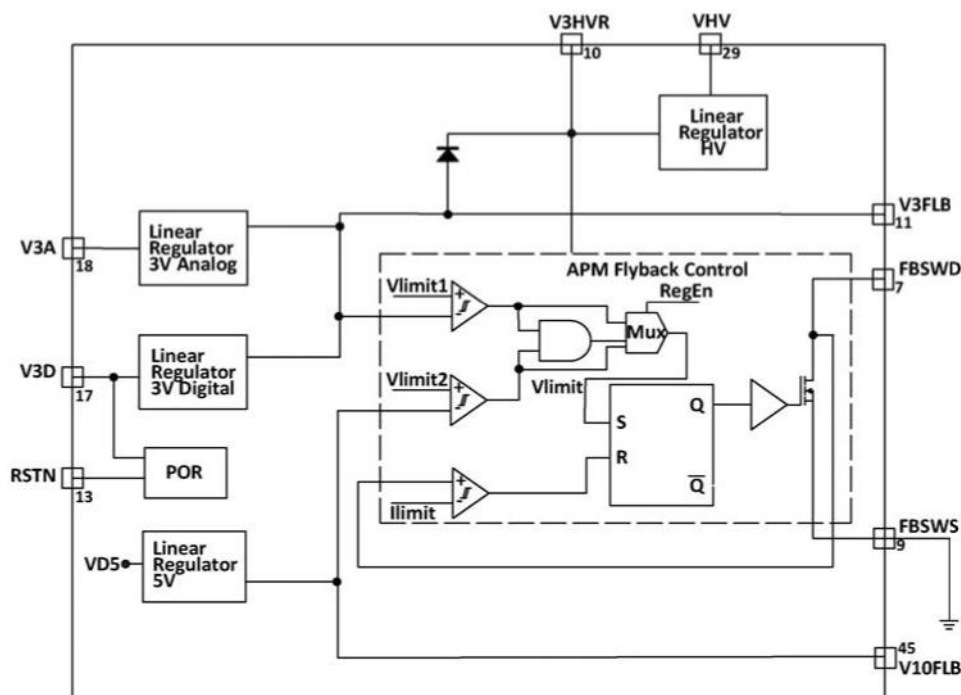 V3HVR
VHV
10
29
Linear
Regulator
HV
V3FLB
11
Linear
Regulator
3V Analog
V3A
18
APM Flyback Control
FBSWD
7
RegEn
Vlimit1
Mux
Linear
Regulator
3V Digital
V3D
17
Vlimit2
Vlimit
S
Q
R
Q
POR
RSTN
13
Ilimit
FBSWS
9
Linear
Regulator
5V
VD5
45
V10FLB